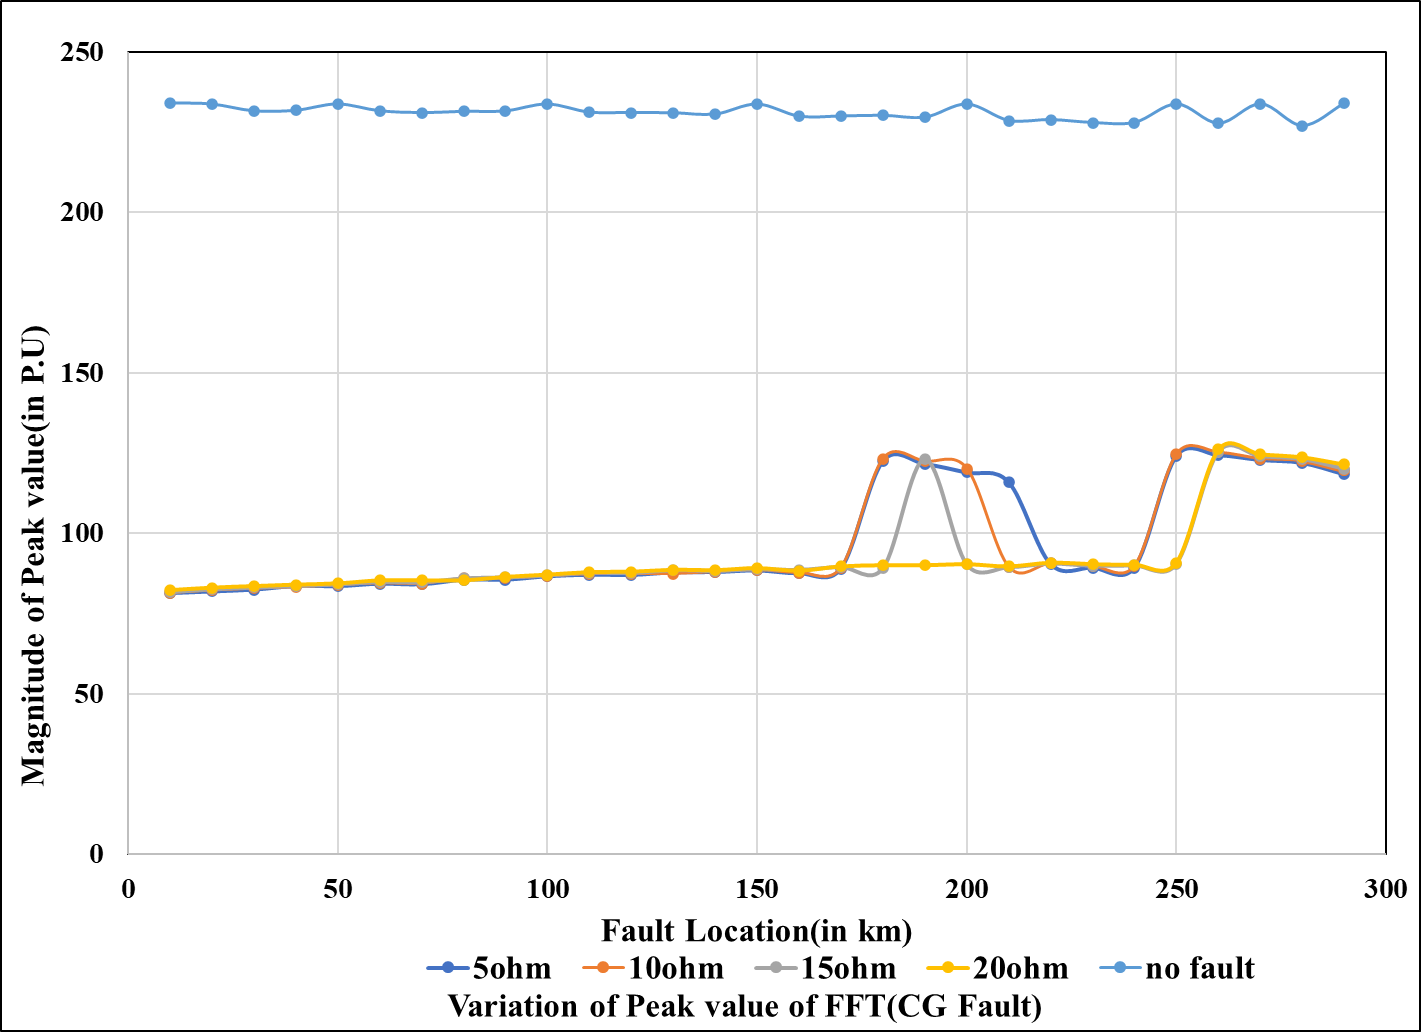 250
200
150
100
50
0
Magnitude of Peak value(in P.U)
0 50 100 150 200 250 300
Fault Location(in km)
5ohm 10ohm 15ohm 20ohm no fault
Variation of Peak value of FFT(CG Fault)